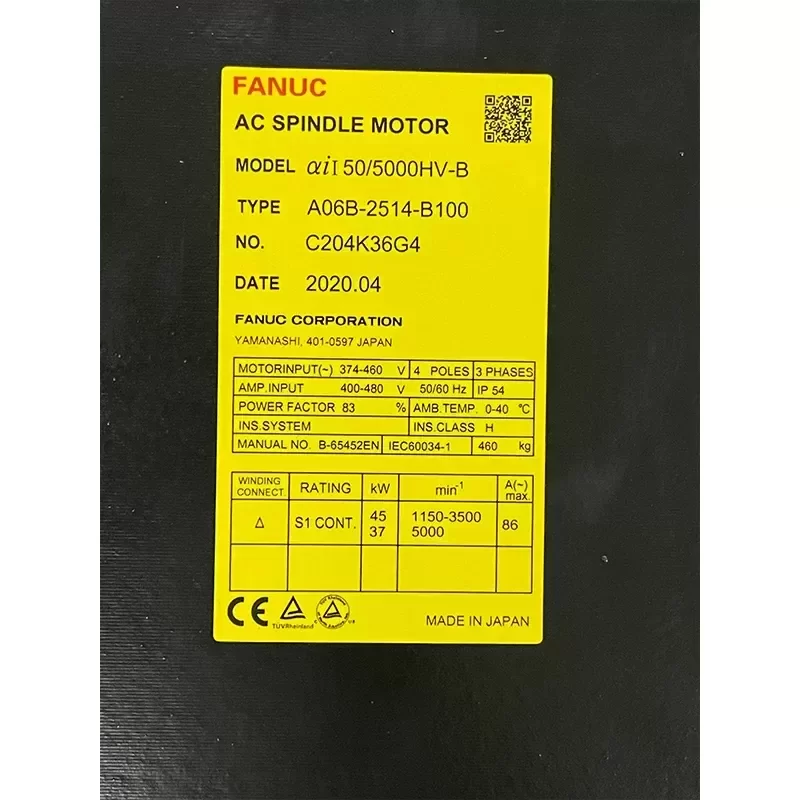 FANUC
AC SPINDLE MOTOR
MODEL αiI 50/5000HV-B
TYPE A06B-2514-B100
NO. C204K36G4
DATE 2020.04
FANUC CORPORATION
YAMANASHI, 401-0597 JAPAN
MOTORINPUT(~) 374-460 V 4 POLES 3 PHASES
AMP.INPUT 400-480 V 50/60 Hz IP 54
POWER FACTOR 83 % AMB.TEMP. 0-40 ℃
INS.SYSTEM INS.CLASS H
MANUAL NO. B-65452EN IEC60034-1 460 kg
WINDING CONNECT. RATING kW min-1 A(~) max.
Δ S1 CONT. 45 1150-3500 86
37 5000
CE TÜVRheinland
MADE IN JAPAN